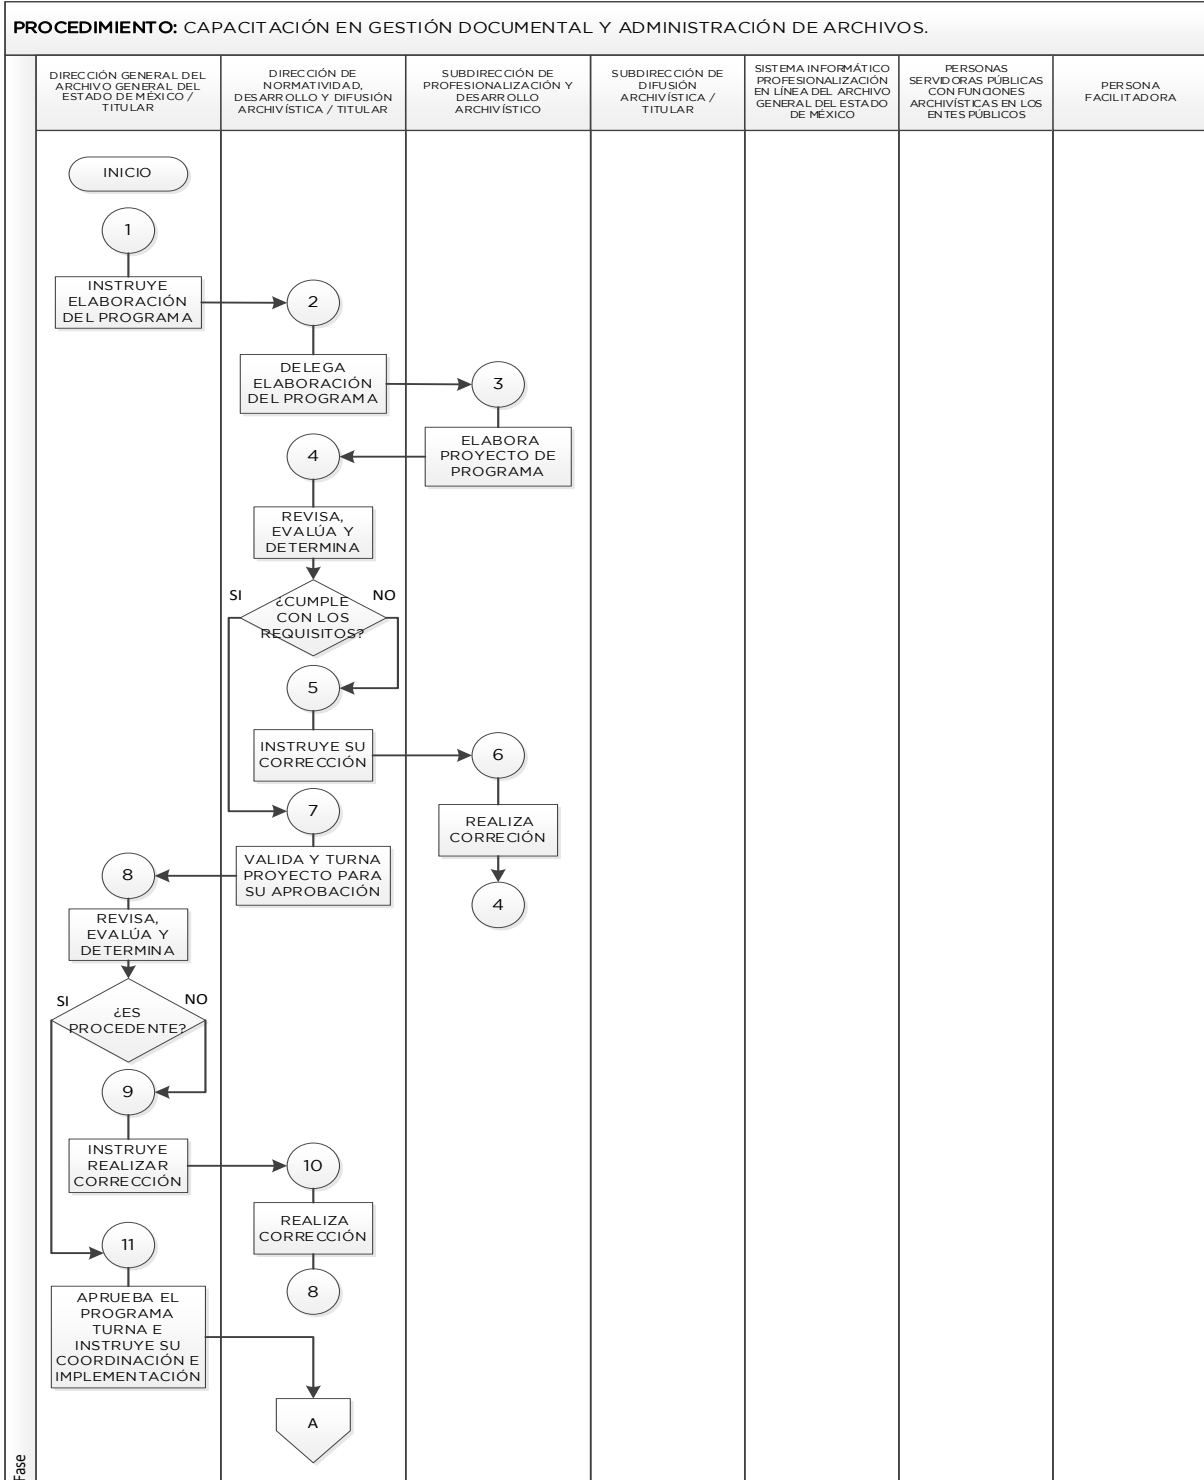 PROCEDIMIENTO: CAPACITACIÓN EN GESTIÓN DOCUMENTAL Y ADMINISTRACIÓN DE ARCHIVOS.
DIRECCIÓN GENERAL DEL
ARCHIVO GENERAL DEL
ESTADO DE MÉXICO /
TITULAR
DIRECCIÓN DE
NORMATIVIDAD,
DESARROLLO Y DIFUSIÓN
ARCHIVÍSTICA / TITULAR
SUBDIRECCIÓN DE
PROFESIONALIZACIÓN Y
DESARROLLO
ARCHIVÍSTICO
SUBDIRECCIÓN DE
DIFUSIÓN
ARCHIVÍSTICA /
TITULAR
SISTEMA INFORMÁTICO
PROFESIONALIZACIÓN
EN LÍNEA DEL ARCHIVO
GENERAL DEL ESTADO
DE MÉXICO
PERSONAS
SERVIDORAS PÚBLICAS
CON FUNCIONES
ARCHIVÍSTICAS EN LOS
ENTES PÚBLICOS
PERSONA
FACILITADORA
INICIO
1
INSTRUYE
ELABORACIÓN
DEL PROGRAMA
2
DELEGA
ELABORACIÓN
DEL PROGRAMA
3
ELABORA
PROYECTO DE
PROGRAMA
4
REVISA,
EVALÚA Y
DETERMINA
SI
NO
¿CUMPLE
CON LOS
REQUISITOS?
5
INSTRUYE SU
CORRECCIÓN
6
REALIZA
CORRECIÓN
4
7
VALIDA Y TURNA
PROYECTO PARA
SU APROBACIÓN
8
REVISA,
EVALÚA Y
DETERMINA
SI
NO
¿ES
PROCEDENTE?
9
INSTRUYE
REALIZAR
CORRECCIÓN
10
REALIZA
CORRECCIÓN
8
11
APRUEBA EL
PROGRAMA
TURNA E
INSTRUYE SU
COORDINACIÓN E
IMPLEMENTACIÓN
A
Fase